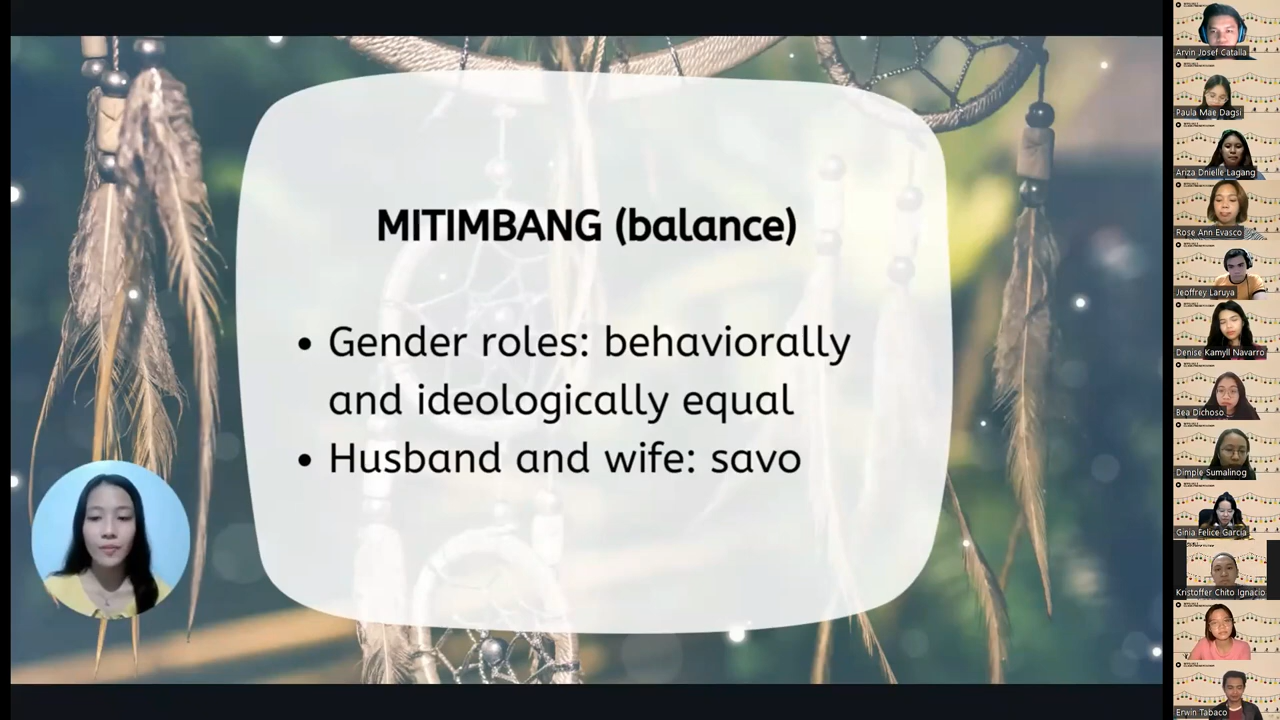 MITIMBANG (balance)
• Gender roles: behaviorally
and ideologically equal
• Husband and wife: savo
Arvin Josef Catalla
Paula Mae Dagsi
Ariza Dnielle Lagang
Rose Ann Evasco
Jeoffrey Laruya
Denise Kamyll Navarro
Bea Dichoso
Dimple Sumalinog
Ginia Felice Garcia
Kristoffer Chito Ignacio
Erwin Tabaco